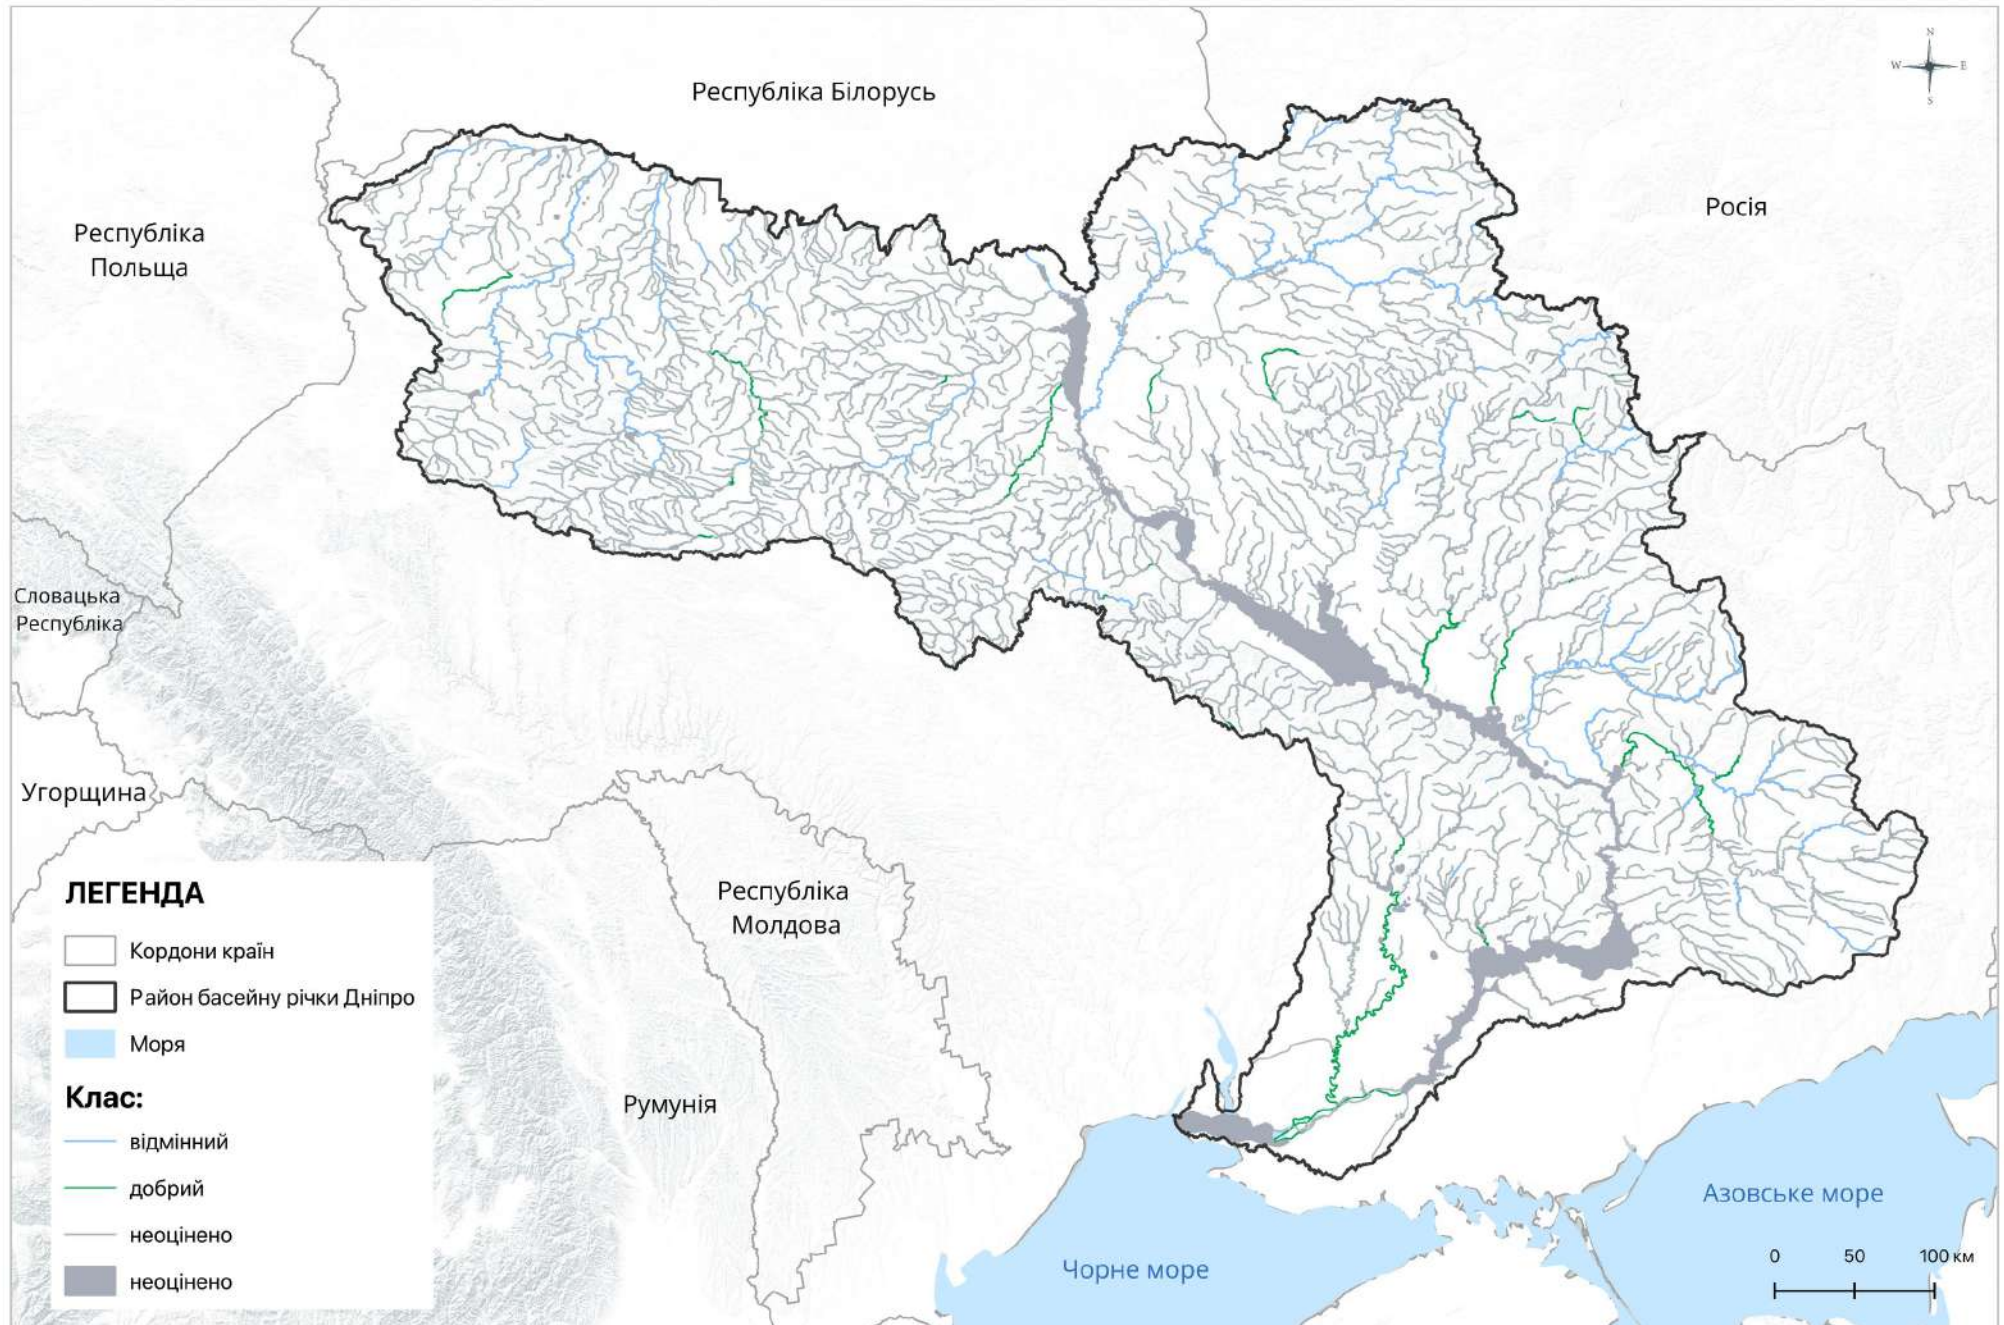 N
W
E
S
Республіка Білорусь
Росія
Республіка
Польща
Словацька
Республіка
Угорщина
Республіка
Молдова
Румунія
Чорне море
Азовське море
0
50
100 км
ЛЕГЕНДА
Кордони країн
Район басейну річки Дніпро
Моря
Клас:
відмінний
добрий
неоцінено
неоцінено